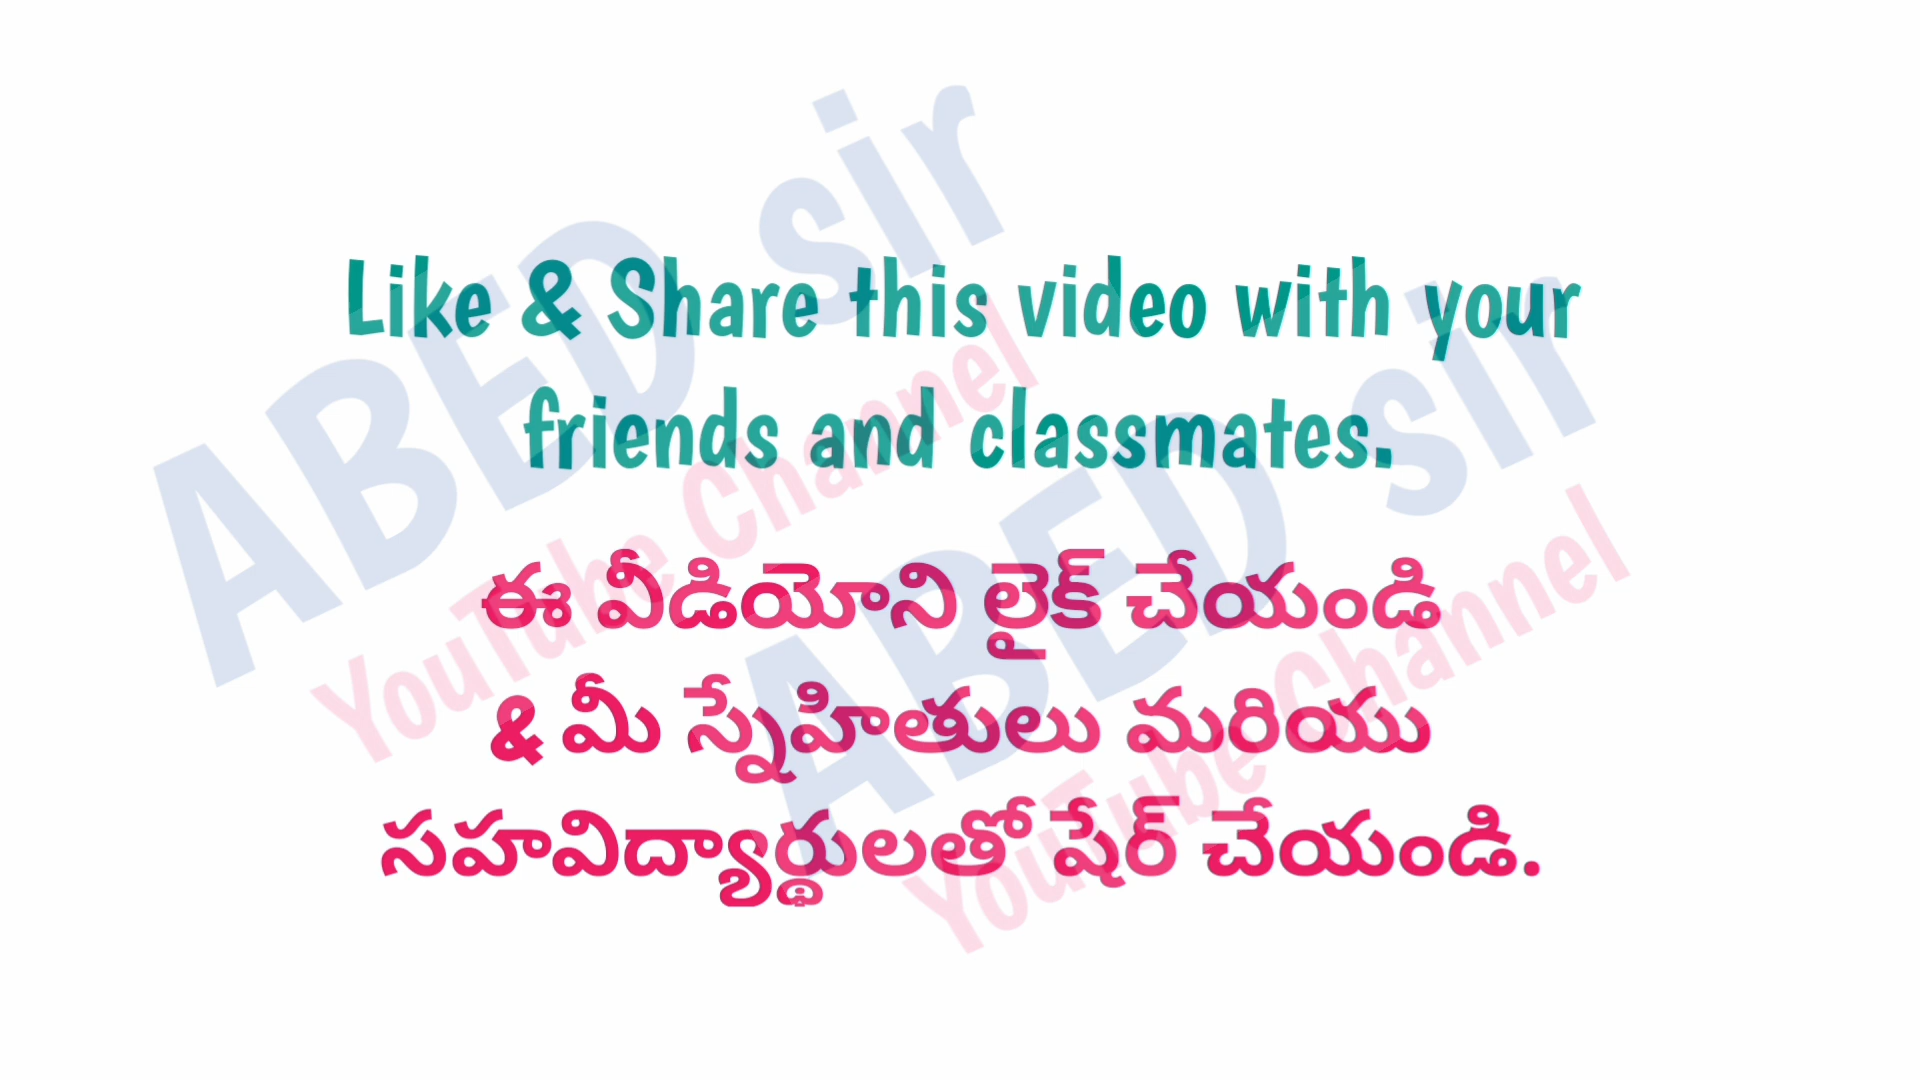 Like & Share this video with your
friends and classmates.
ఈ వీడియోని లైక్ చేయండి
& మీ స్నేహితులు మరియు
సహవిద్యార్థులతో షేర్ చేయండి.
ABED sir
YouTube Channel
ABED sir
YouTube Channel